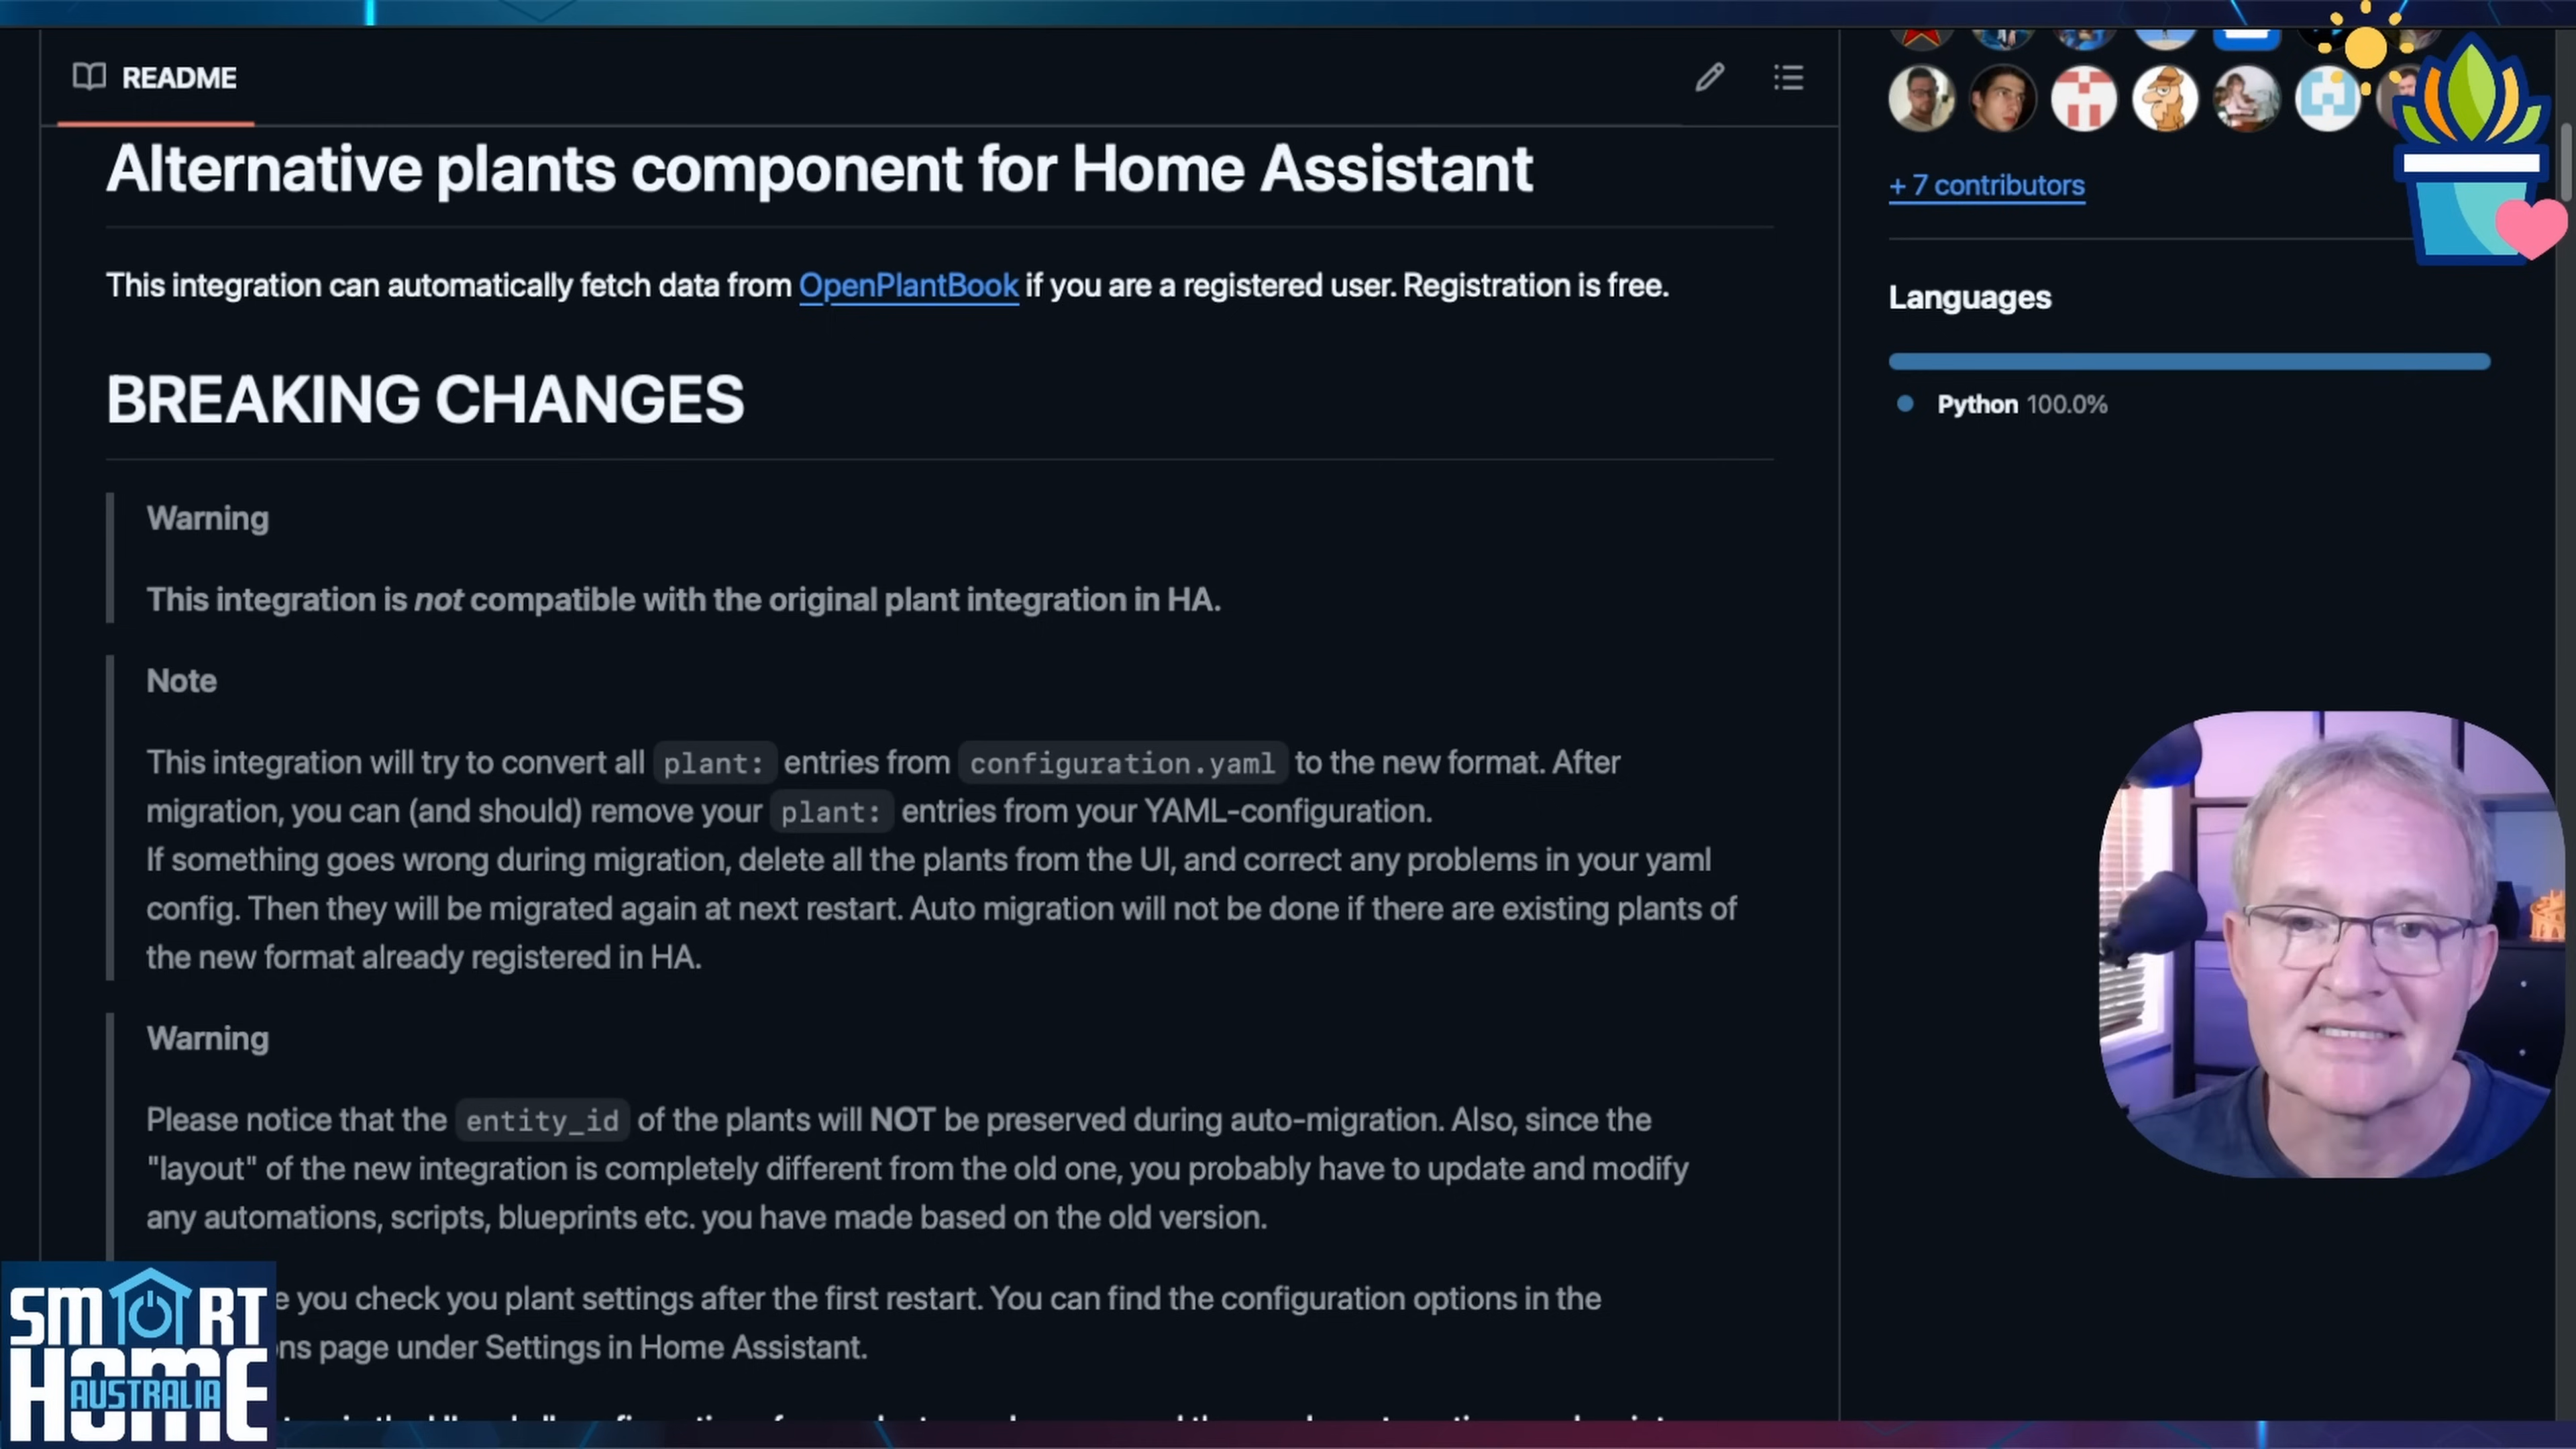 README
Alternative plants component for Home Assistant
This integration can automatically fetch data from OpenPlantBook if you are a registered user. Registration is free.
BREAKING CHANGES
Warning
This integration is not compatible with the original plant integration in HA.
Note
This integration will try to convert all plant: entries from configuration.yaml to the new format. After
migration, you can (and should) remove your plant: entries from your YAML-configuration.
If something goes wrong during migration, delete all the plants from the UI, and correct any problems in your yaml
config. Then they will be migrated again at next restart. Auto migration will not be done if there are existing plants of
the new format already registered in HA.
Warning
Please notice that the entity_id of the plants will NOT be preserved during auto-migration. Also, since the
"layout" of the new integration is completely different from the old one, you probably have to update and modify
any automations, scripts, blueprints etc. you have made based on the old version.
you check you plant settings after the first restart. You can find the configuration options in the
page under Settings in Home Assistant.
+ 7 contributors
Languages
Python 100.0%
SMART
HOME
AUSTRALIA